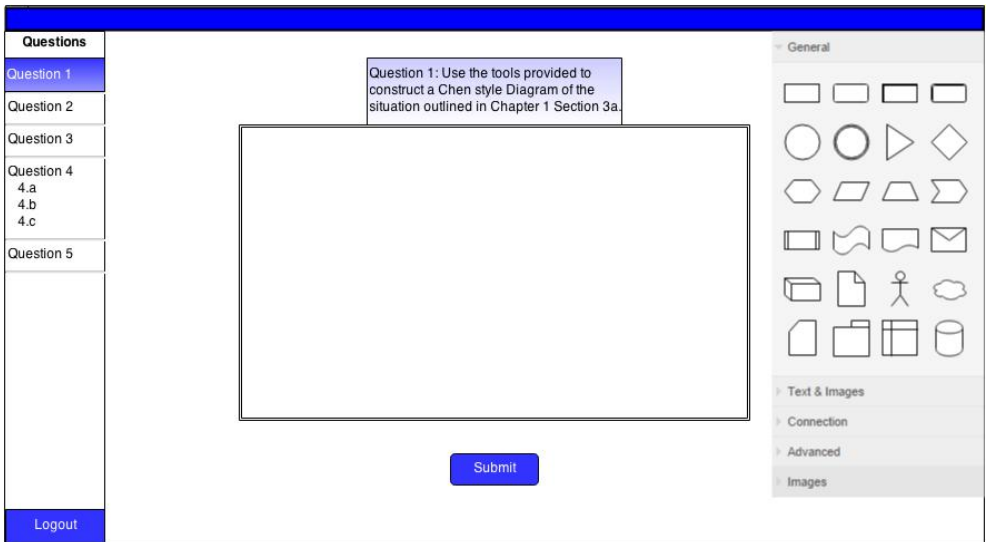 Questions
Question 1
Question 2
Question 3
Question 4
4.a
4.b
4.c
Question 5
Logout
Question 1: Use the tools provided to
construct a Chen style Diagram of the
situation outlined in Chapter 1 Section 3a.
Submit
General
Text & Images
Connection
Advanced
Images